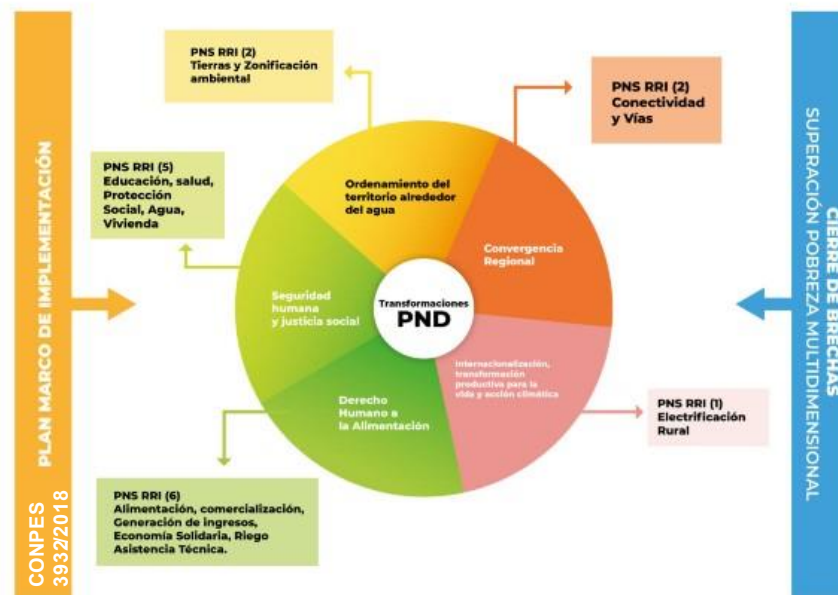 PLAN MARCO DE IMPLEMENTACIÓN
CONPES
3932/2018
PNS RRI (2)
Tierras y Zonificación
ambiental
PNS RRI (2)
Conectividad
y Vías
PNS RRI (5)
Educación, salud,
Protección
Social, Agua,
Vivienda
Ordenamiento del
territorio alrededor
del agua
Convergencia
Regional
Seguridad
humana
y justicia social
Transformaciones
PND
Internacionalización,
transformación
productiva para la
vida y acción climática
Derecho
Humano a
la Alimentación
PNS RRI (1)
Electrificación
Rural
PNS RRI (6)
Alimentación, comercialización,
Generación de ingresos,
Economía Solidaria, Riego
Asistencia Técnica.
CIERRE DE BRECHAS
SUPERACIÓN POBREZA MULTIDIMENSIONAL